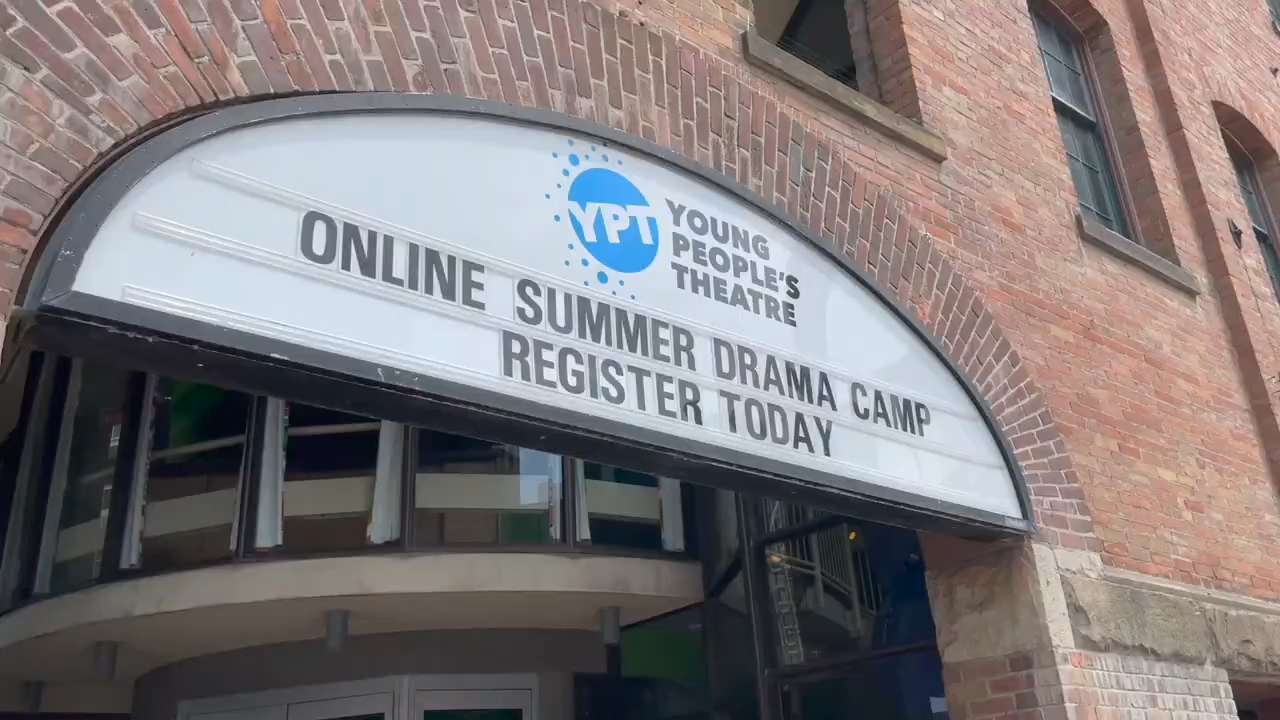 YPT
YOUNG
PEOPLE'S
THEATRE
ONLINE SUMMER DRAMA CAMP
REGISTER TODAY